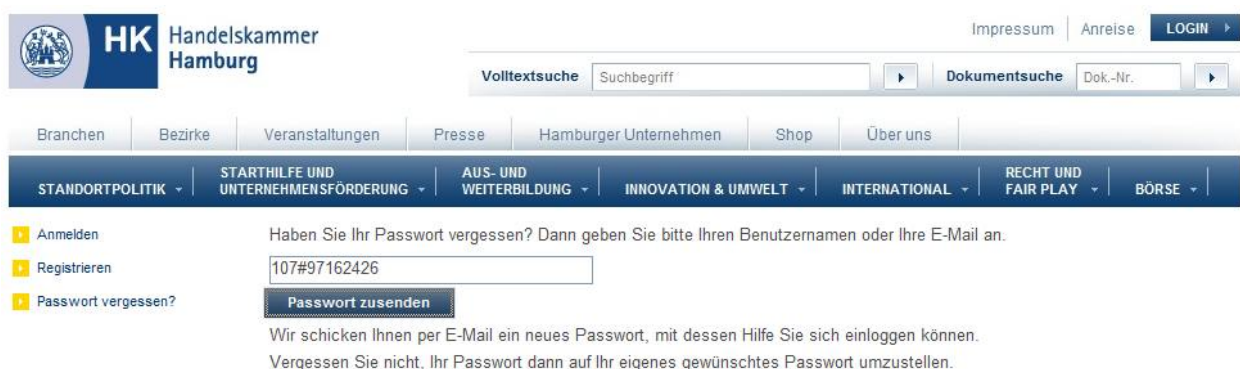 HK Handelskammer
Hamburg
Impressum Anreise LOGIN
Volltextsuche Suchbegriff Dokumentsuche Dok.-Nr.
Branchen Bezirke Veranstaltungen Presse Hamburger Unternehmen Shop Über uns
STANDORTPOLITIK STARTHILFE UND
UNTERNEHMENSFÖRDERUNG AUS- UND
WEITERBILDUNG INNOVATION & UMWELT INTERNATIONAL RECHT UND
FAIR PLAY BÖRSE
Anmelden
Registrieren
Passwort vergessen?
Haben Sie Ihr Passwort vergessen? Dann geben Sie bitte Ihren Benutzernamen oder Ihre E-Mail an.
107#97162426
Passwort zusenden
Wir schicken Ihnen per E-Mail ein neues Passwort, mit dessen Hilfe Sie sich einloggen können.
Vergessen Sie nicht, Ihr Passwort dann auf Ihr eigenes gewünschtes Passwort umzustellen.